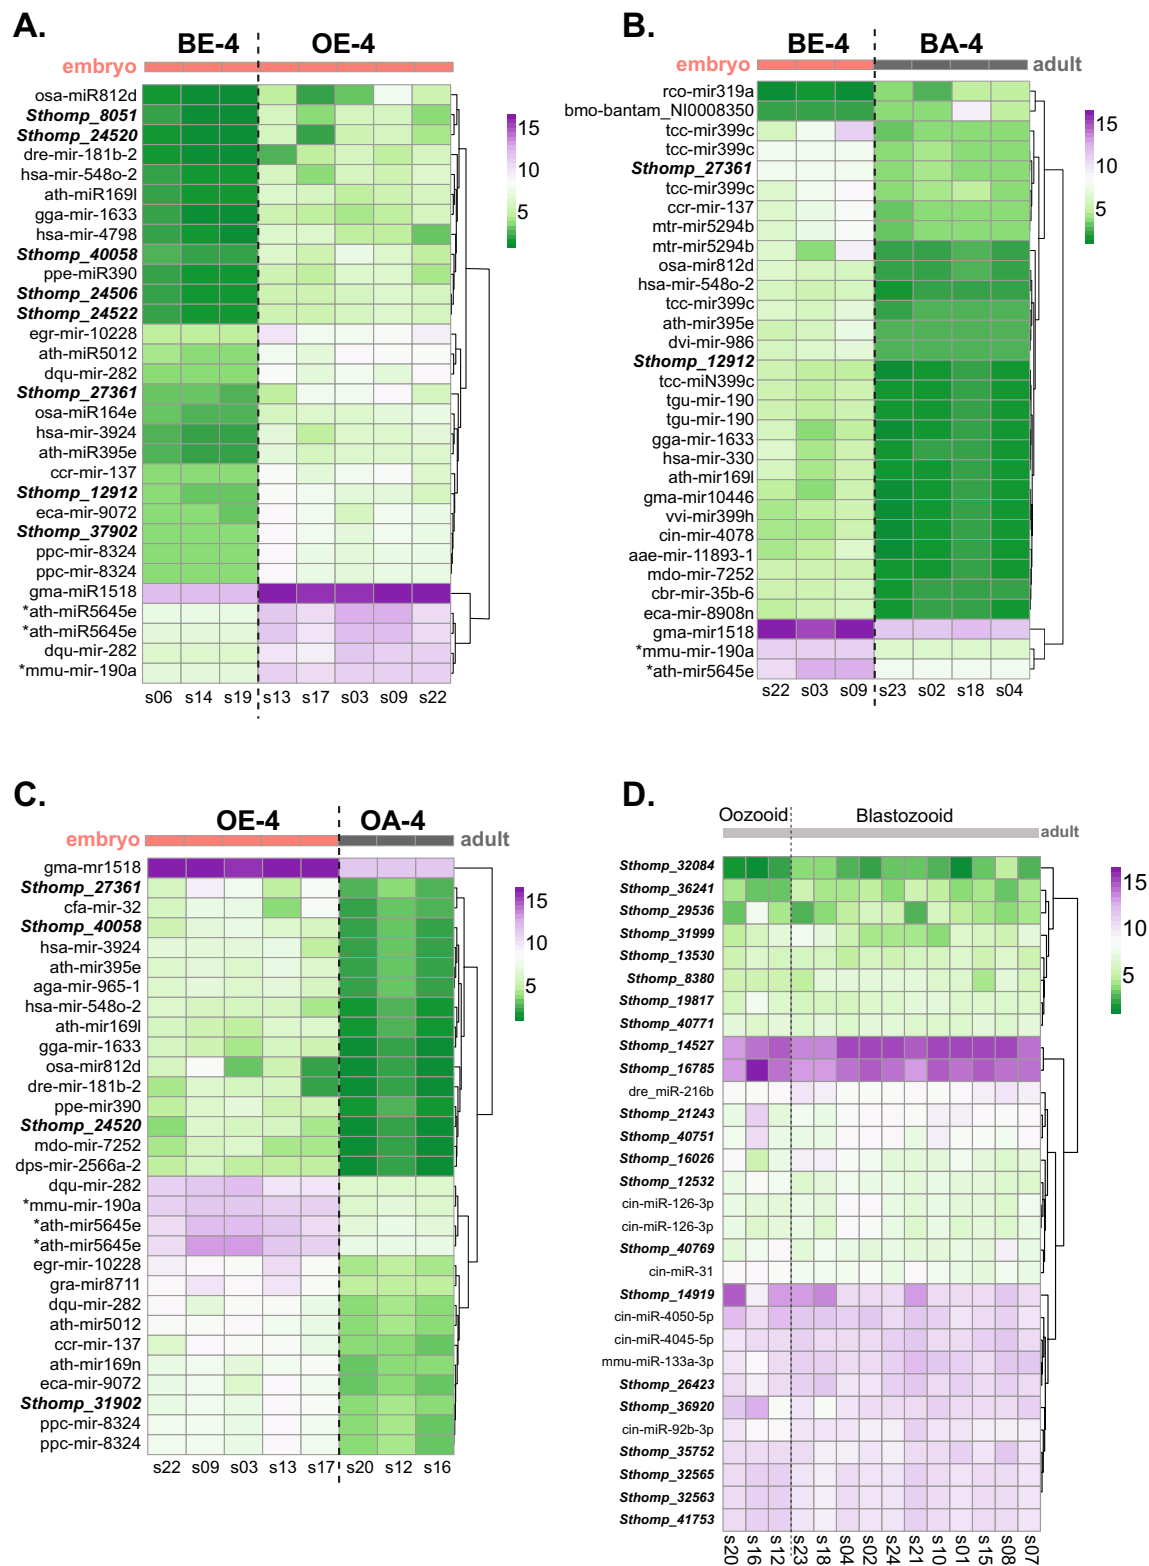 A.
BE-4
OE-4
embryo
osa-miR812d
Sthomp_8051
Sthomp_24520
dre-mir-181b-2
hsa-mir-548o-2
ath-miR169l
gga-mir-1633
hsa-mir-4798
Sthomp_40058
ppe-miR390
Sthomp_24506
Sthomp_24522
egr-mir-10228
ath-miR5012
dqu-mir-282
Sthomp_27361
osa-miR164e
hsa-mir-3924
ath-miR395e
ccr-mir-137
Sthomp_12912
eca-mir-9072
Sthomp_37902
ppc-mir-8324
ppc-mir-8324
gma-miR1518
*ath-miR5645e
*ath-miR5645e
dqu-mir-282
*mmu-mir-190a
s06 s14 s19 s13 s17 s03 s09 s22
15
10
5
B.
BE-4
BA-4
embryo
adult
rco-mir319a
bmo-bantam_NI0008350
tcc-mir399c
tcc-mir399c
Sthomp_27361
tcc-mir399c
ccr-mir-137
mtr-mir5294b
mtr-mir5294b
osa-mir812d
hsa-mir-548o-2
tcc-mir399c
ath-mir395e
dvi-mir-986
Sthomp_12912
tcc-miN399c
tgu-mir-190
tgu-mir-190
gga-mir-1633
hsa-mir-330
ath-mir169l
gma-mir10446
vvi-mir399h
cin-mir-4078
aae-mir-11893-1
mdo-mir-7252
cbr-mir-35b-6
eca-mir-8908n
gma-mir1518
*mmu-mir-190a
*ath-mir5645e
s22 s03 s09 s23 s02 s18 s04
15
10
5
C.
OE-4
OA-4
embryo
adult
gma-mr1518
Sthomp_27361
cfa-mir-32
Sthomp_40058
hsa-mir-3924
ath-mir395e
aga-mir-965-1
hsa-mir-548o-2
ath-mir169l
gga-mir-1633
osa-mir812d
dre-mir-181b-2
ppe-mir390
Sthomp_24520
mdo-mir-7252
dps-mir-2566a-2
dqu-mir-282
*mmu-mir-190a
*ath-mir5645e
*ath-mir5645e
egr-mir-10228
gra-mir8711
dqu-mir-282
ath-mir5012
ccr-mir-137
ath-mir169n
eca-mir-9072
Sthomp_31902
ppc-mir-8324
ppc-mir-8324
s22 s09 s03 s13 s17 s20 s12 s16
15
10
5
D.
Oozooid
Blastozooid
adult
Sthomp_32084
Sthomp_36241
Sthomp_29536
Sthomp_31999
Sthomp_13530
Sthomp_8380
Sthomp_19817
Sthomp_40771
Sthomp_14527
Sthomp_16785
dre_miR-216b
Sthomp_21243
Sthomp_40751
Sthomp_16026
Sthomp_12532
cin-miR-126-3p
cin-miR-126-3p
Sthomp_40769
cin-miR-31
Sthomp_14919
cin-miR-4050-5p
cin-miR-4045-5p
mmu-miR-133a-3p
Sthomp_26423
Sthomp_36920
cin-miR-92b-3p
Sthomp_35752
Sthomp_32565
Sthomp_32563
Sthomp_41753
s20 s16 s12 s23 s18 s04 s02 s24 s21 s10 s01 s15 s08 s07
15
10
5